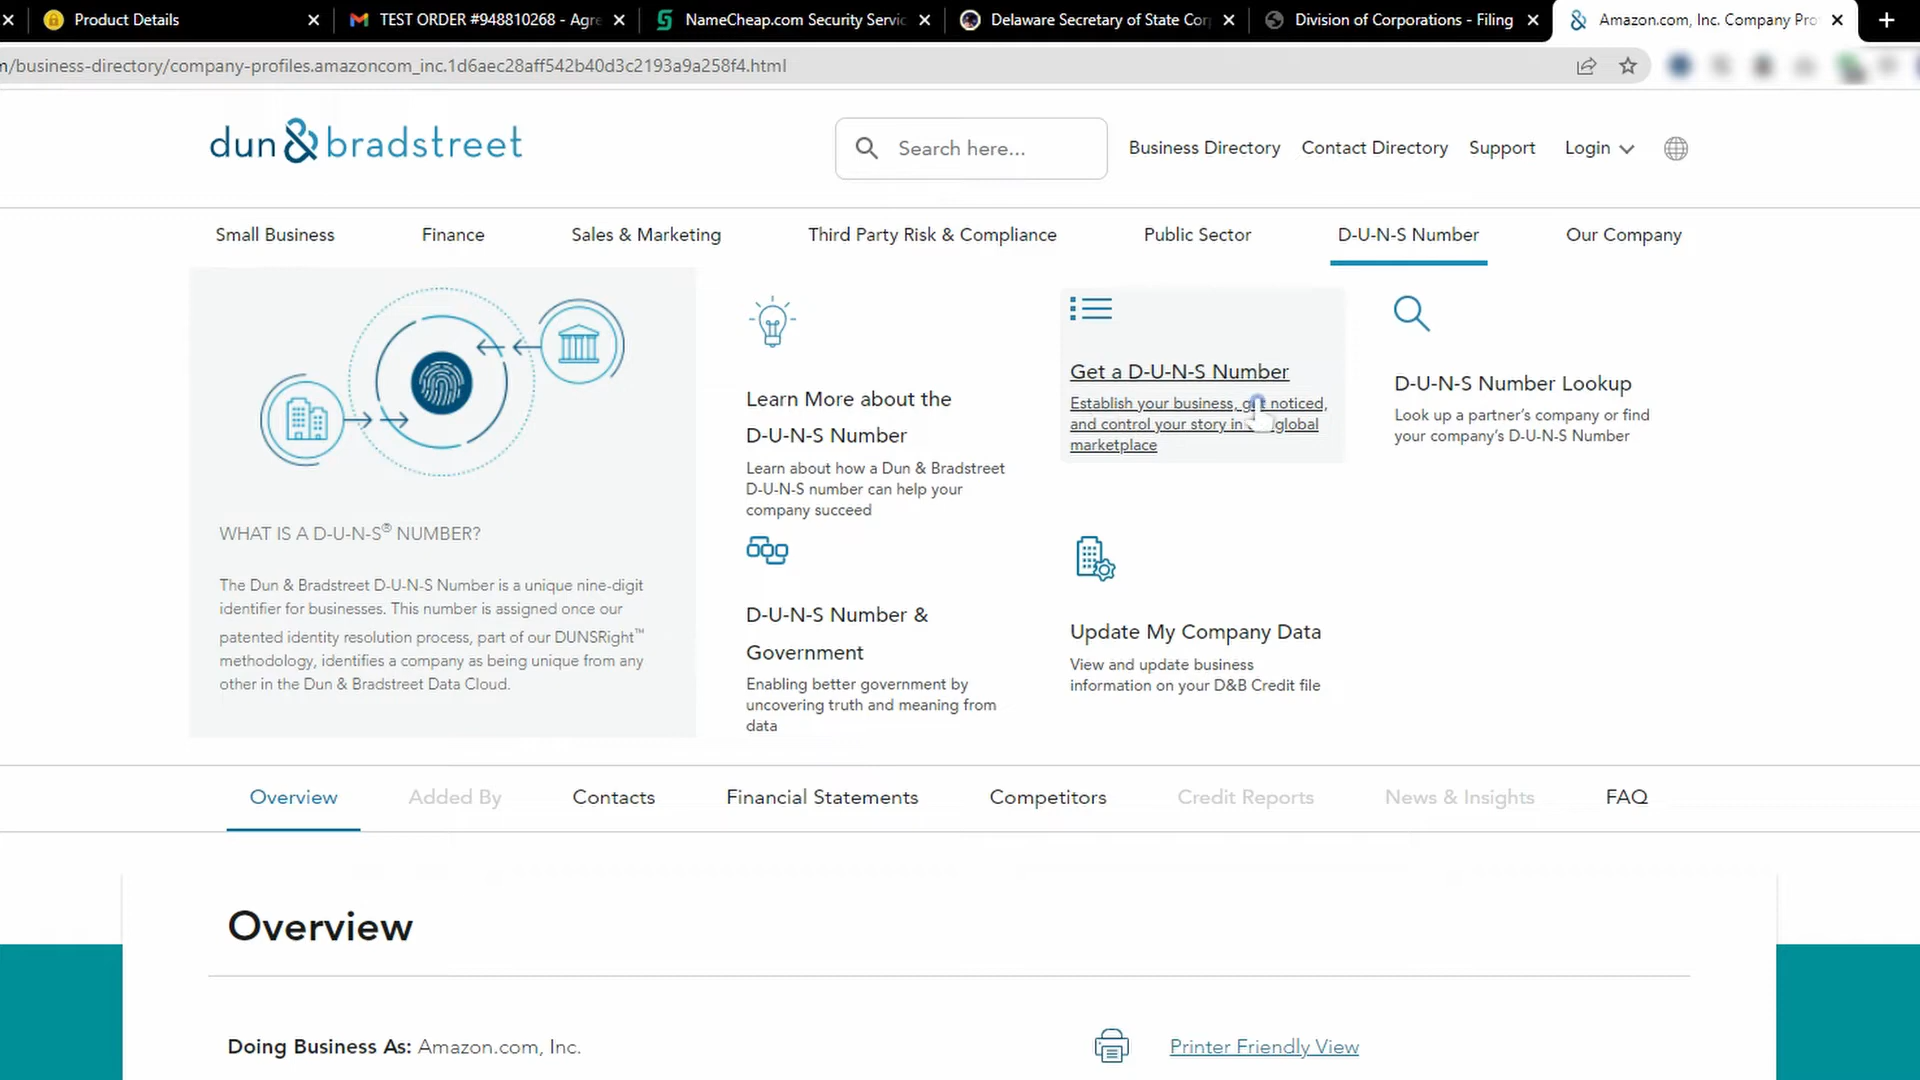 Product Details
TEST ORDER #948810268 - Agre
NameCheap.com Security Servic
Delaware Secretary of State Cor
Division of Corporations - Filing
Amazon.com, Inc. Company Pro
/business-directory/company-profiles.amazoncom_inc.1d6aec28aff542b40d3c2193a9a258f4.html
dun & bradstreet
Search here...
Business Directory
Contact Directory
Support
Login
Small Business
Finance
Sales & Marketing
Third Party Risk & Compliance
Public Sector
D-U-N-S Number
Our Company
WHAT IS A D-U-N-S® NUMBER?
The Dun & Bradstreet D-U-N-S Number is a unique nine-digit
identifier for businesses. This number is assigned once our
patented identity resolution process, part of our DUNSRight™
methodology, identifies a company as being unique from any
other in the Dun & Bradstreet Data Cloud.
Learn More about the
D-U-N-S Number
Learn about how a Dun & Bradstreet
D-U-N-S number can help your
company succeed
Get a D-U-N-S Number
Establish your business, get noticed,
and control your story in global
marketplace
D-U-N-S Number Lookup
Look up a partner's company or find
your company's D-U-N-S Number
D-U-N-S Number &
Government
Enabling better government by
uncovering truth and meaning from
data
Update My Company Data
View and update business
information on your D&B Credit file
Overview
Added By
Contacts
Financial Statements
Competitors
Credit Reports
News & Insights
FAQ
Overview
Doing Business As: Amazon.com, Inc.
Printer Friendly View